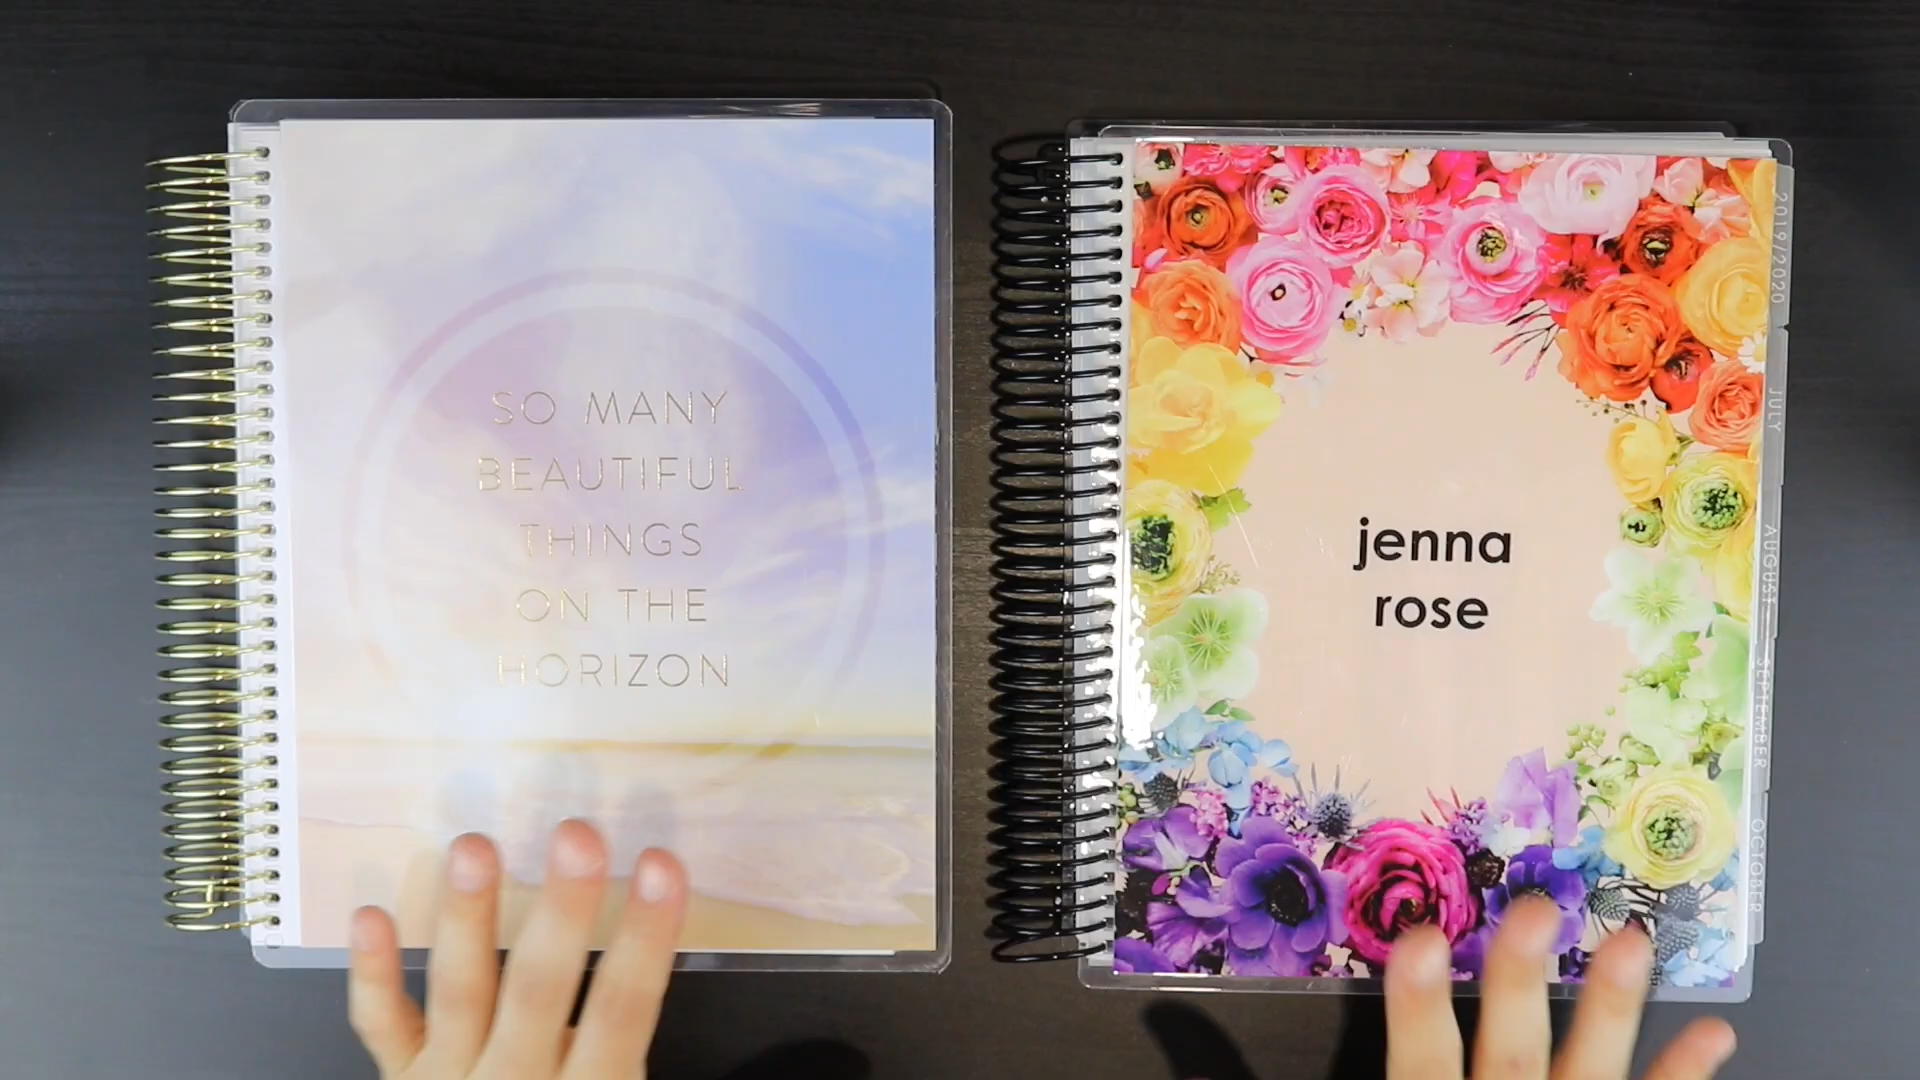 SO MANY
BEAUTIFUL
THINGS
ON THE
HORIZON
jenna
rose
2019/2020
JULY
AUGUST
SEPTEMBER
OCTOBER